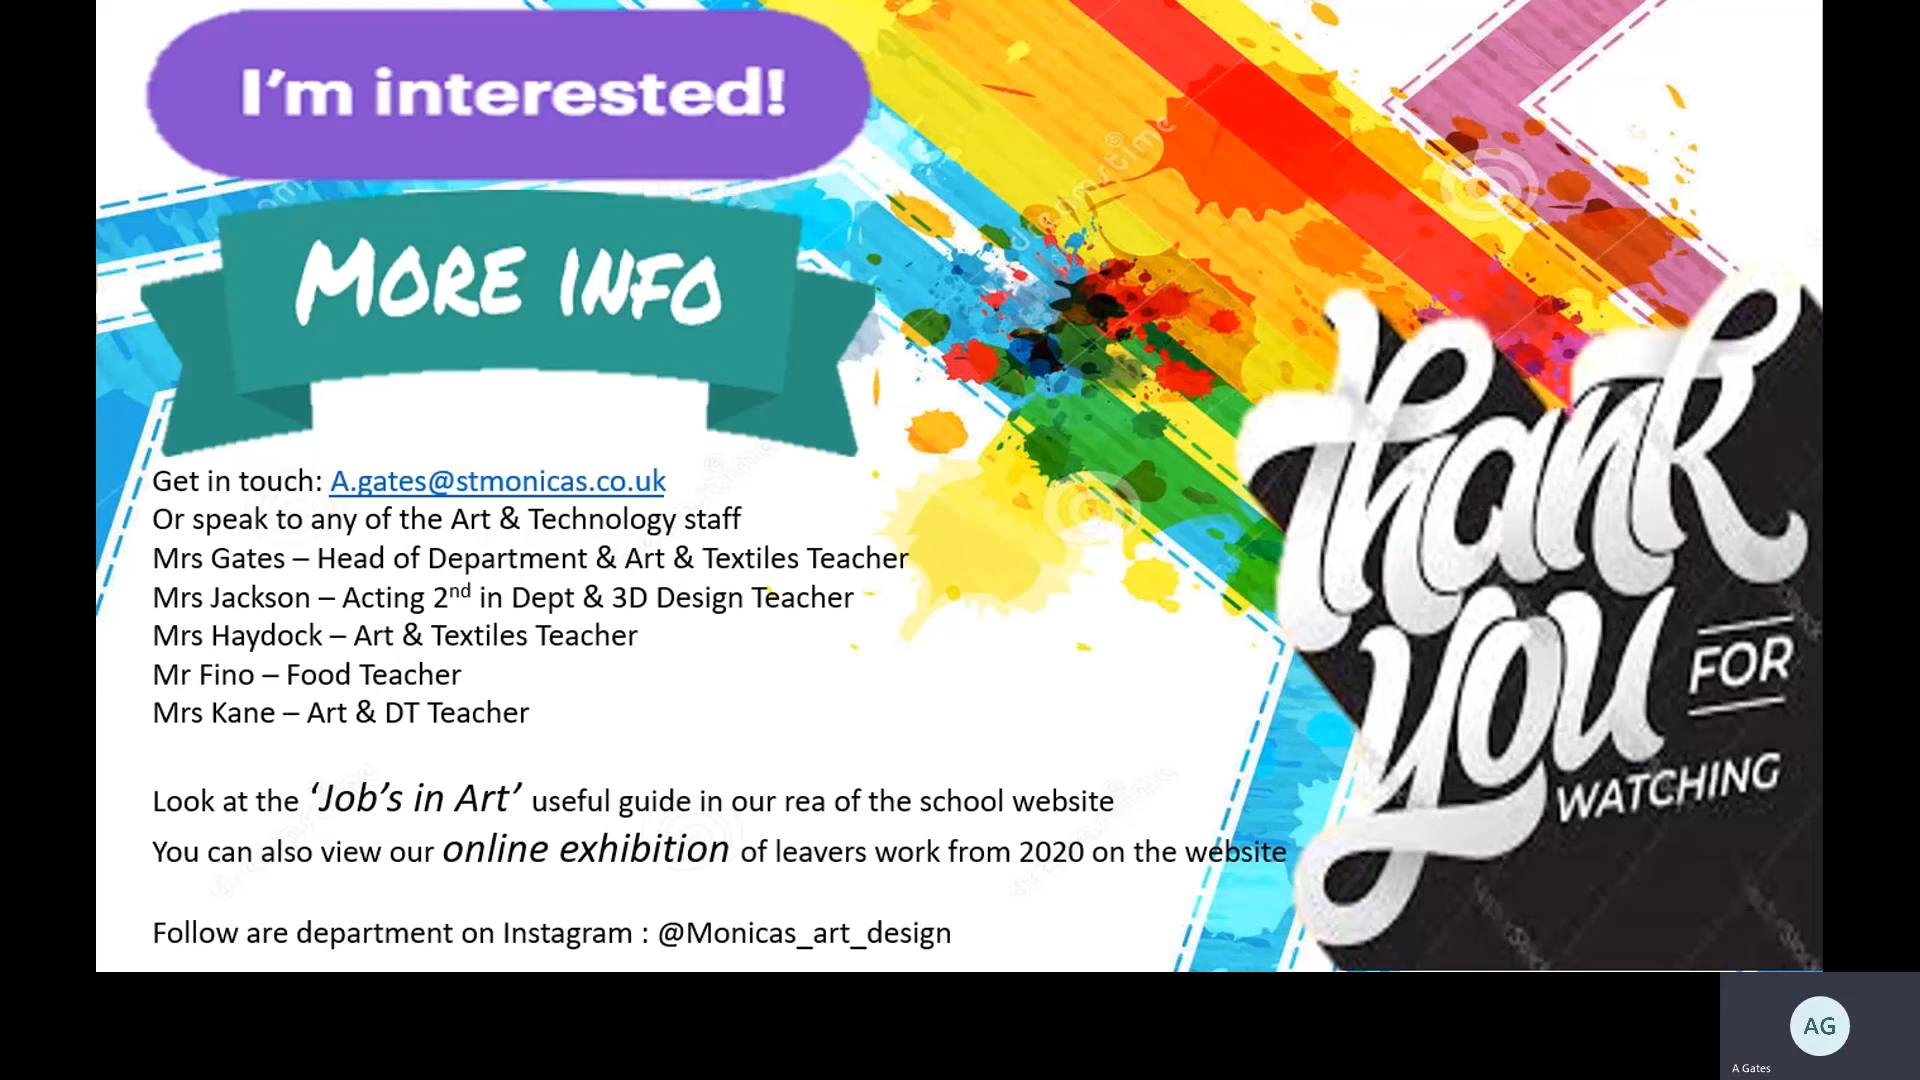 I'm interested!
MORE INFO
Get in touch: A.gates@stmonicas.co.uk
Or speak to any of the Art & Technology staff
Mrs Gates – Head of Department & Art & Textiles Teacher
Mrs Jackson – Acting 2nd in Dept & 3D Design Teacher
Mrs Haydock – Art & Textiles Teacher
Mr Fino – Food Teacher
Mrs Kane – Art & DT Teacher
Look at the ‘Job’s in Art’ useful guide in our rea of the school website
You can also view our online exhibition of leavers work from 2020 on the website
Follow are department on Instagram : @Monicas_art_design
thank
you
FOR
WATCHING
dreamstime
AG
A Gates